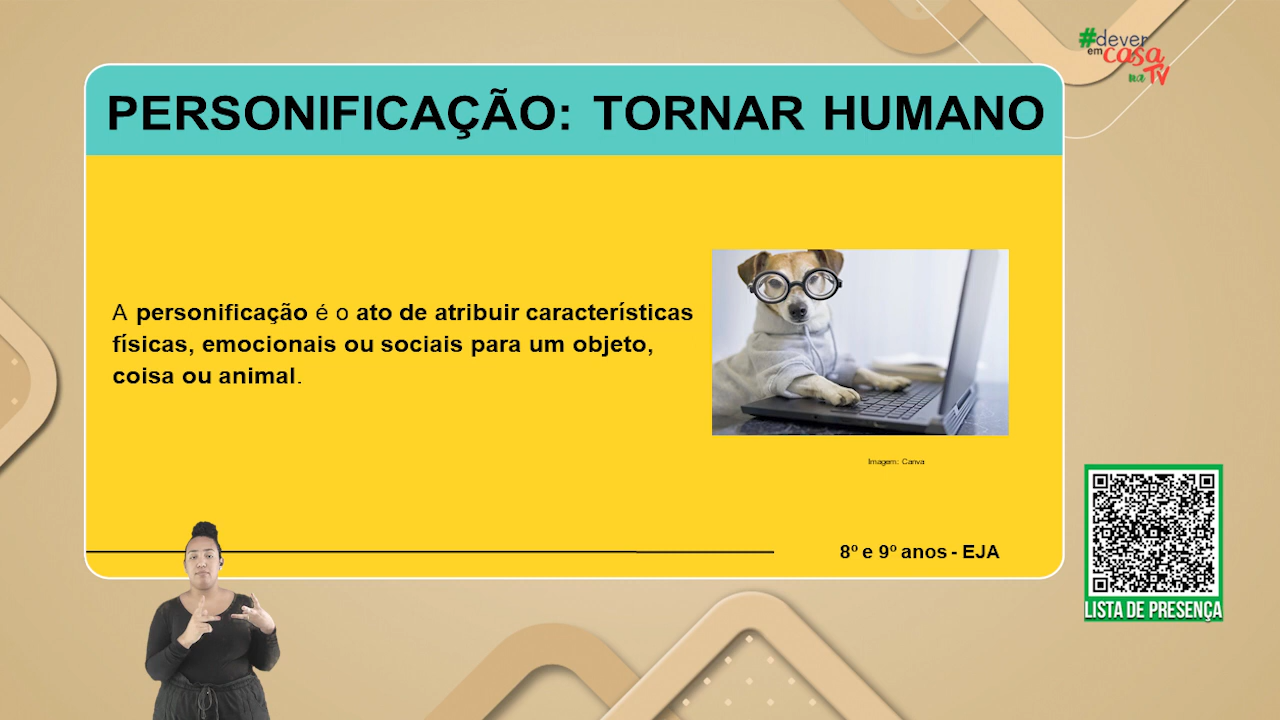 #dever
em casa
na TV
PERSONIFICAÇÃO: TORNAR HUMANO
A personificação é o ato de atribuir características
físicas, emocionais ou sociais para um objeto,
coisa ou animal.
Imagem: Canva
8º e 9º anos - EJA
LISTA DE PRESENÇA